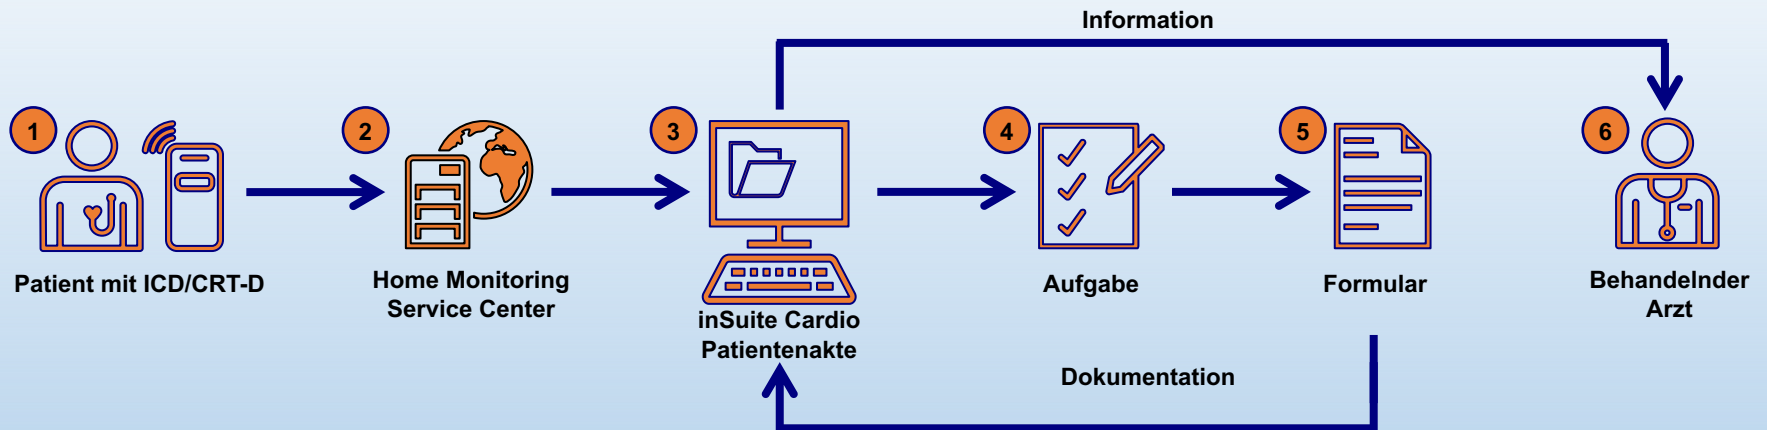 Information
1
2
3
4
5
6
Patient mit ICD/CRT-D
Home Monitoring
Service Center
inSuite Cardio
Patientenakte
Aufgabe
Formular
Behandelnder
Arzt
Dokumentation